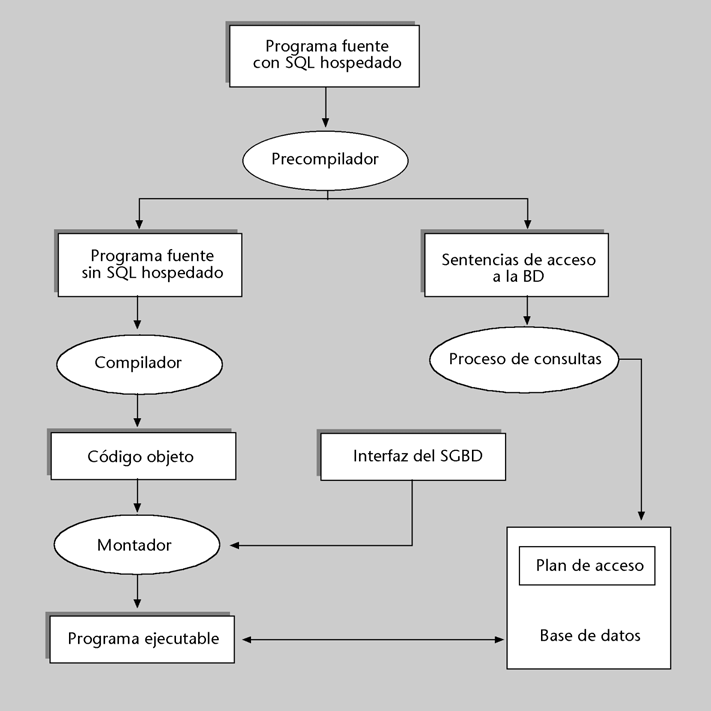 Programa fuente
con SQL hospedado
Precompilador
Programa fuente
sin SQL hospedado
Sentencias de acceso
a la BD
Compilador
Proceso de consultas
Código objeto
Interfaz del SGBD
Montador
Plan de acceso
Programa ejecutable
Base de datos